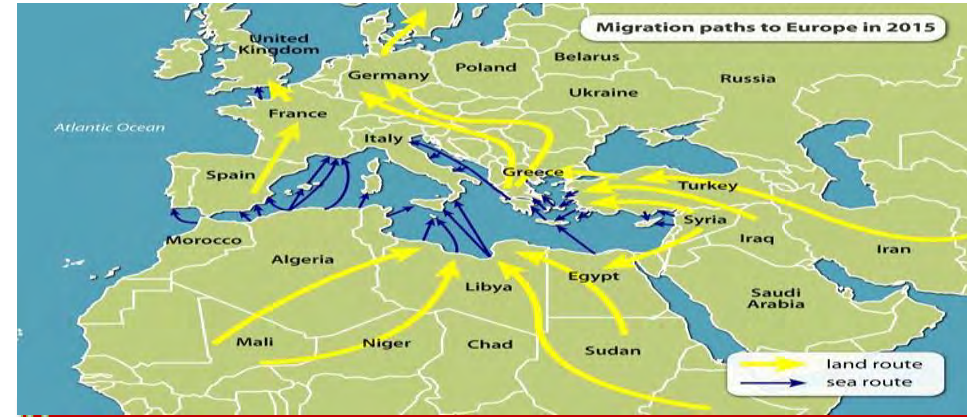 Migration paths to Europe in 2015
United
Kingdom
Belarus
Poland
Germany
Russia
Ukraine
France
Atlantic Ocean
Italy
Spain
Greece
Turkey
Syria
Morocco
Iraq
Iran
Algeria
Egypt
Libya
Saudi
Arabia
Mali
Niger
Chad
Sudan
land route
sea route